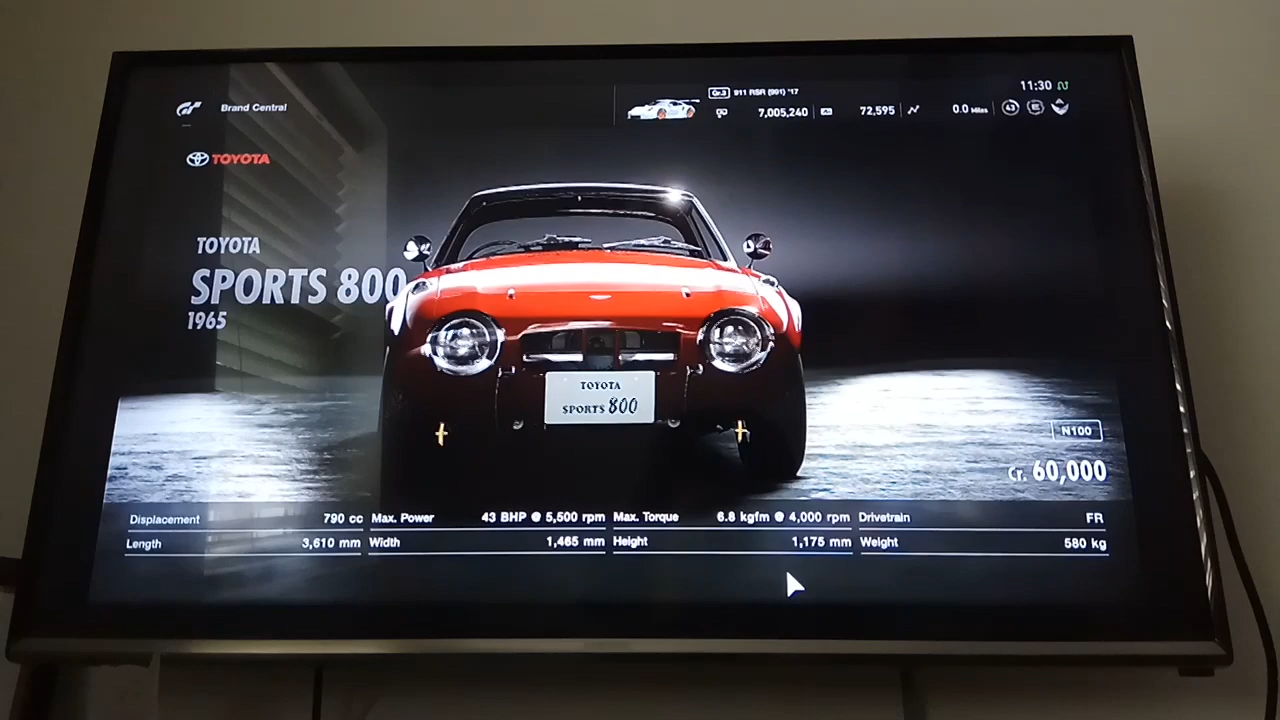 GT Brand Central
Gr.3 911 RSR (991) '17
11:30
7,005,240 72,595 0.0 Miles 43 E
TOYOTA
TOYOTA
SPORTS 800
1965
TOYOTA
SPORTS 800
N100
Cr. 60,000
Displacement 790 cc Max. Power 43 BHP @ 5,500 rpm Max. Torque 6.8 kgfm @ 4,000 rpm Drivetrain FR
Length 3,610 mm Width 1,465 mm Height 1,175 mm Weight 580 kg